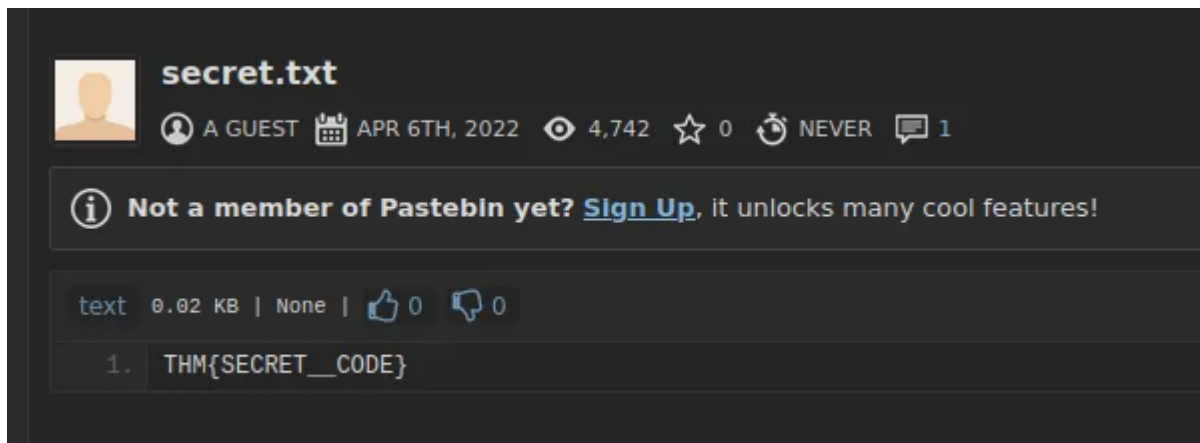 secret.txt
A GUEST APR 6TH, 2022 4,742 0 NEVER 1
Not a member of Pastebin yet? Sign Up, it unlocks many cool features!
text 0.02 KB | None | 0 0
1. THM{SECRET__CODE}